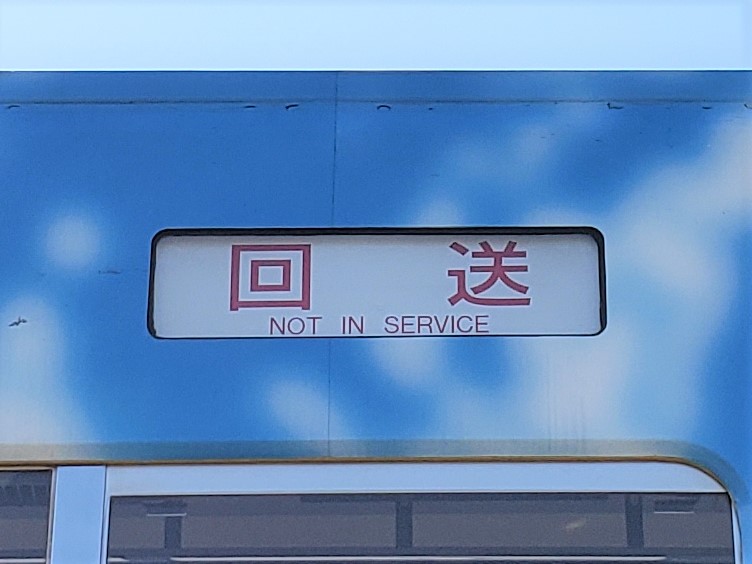 回 送
NOT IN SERVICE